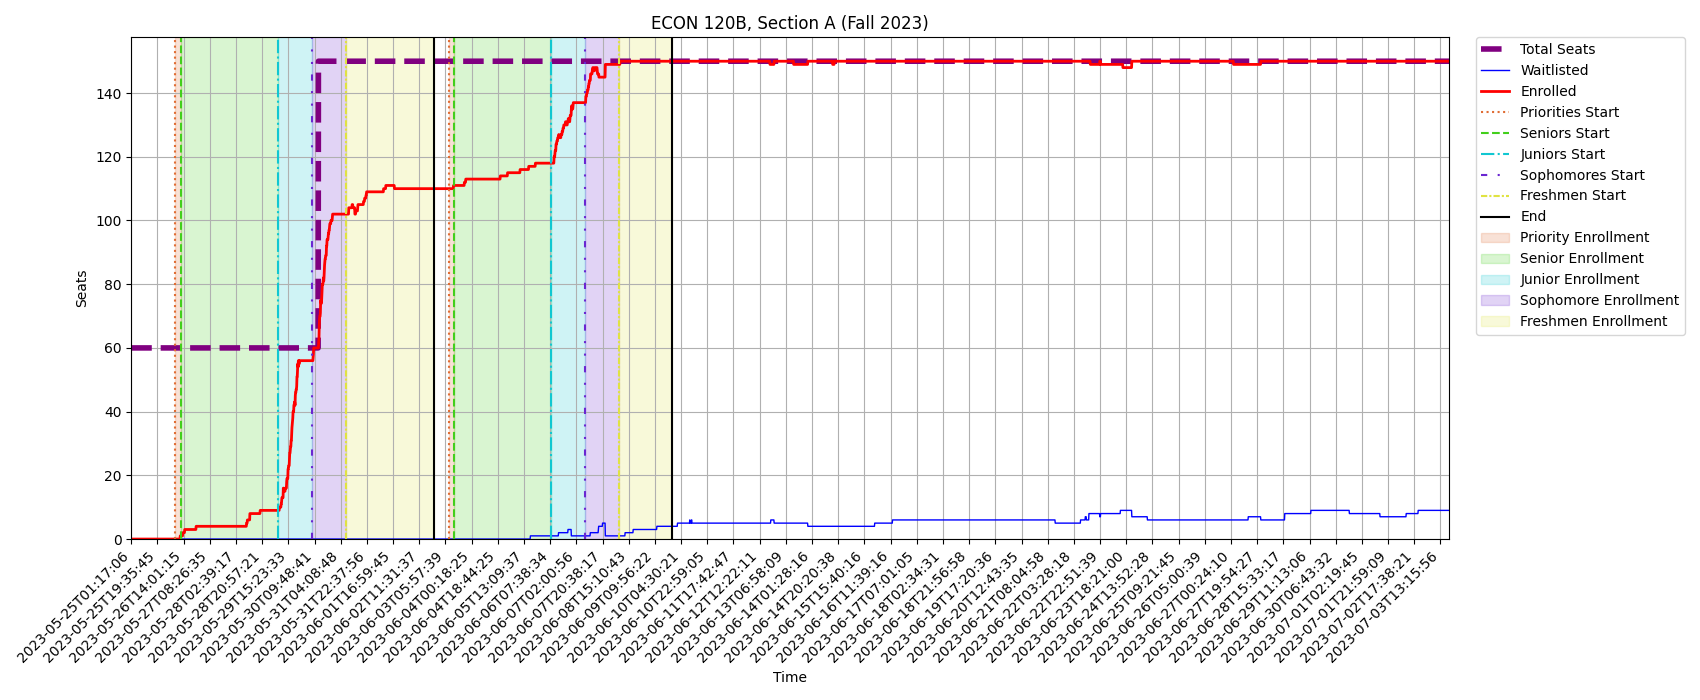 ECON 120B, Section A (Fall 2023)
Seats
0
20
40
60
80
100
120
140
2023-05-25T01:17:06
2023-05-25T19:35:45
2023-05-26T14:01:15
2023-05-27T08:26:35
2023-05-28T02:39:17
2023-05-28T20:57:21
2023-05-29T15:23:33
2023-05-30T09:48:41
2023-05-31T04:08:48
2023-05-31T22:37:56
2023-06-01T16:59:45
2023-06-02T11:31:37
2023-06-03T05:57:39
2023-06-04T00:18:25
2023-06-04T18:44:25
2023-06-05T13:09:37
2023-06-06T07:38:34
2023-06-07T02:00:56
2023-06-07T20:38:17
2023-06-08T15:10:43
2023-06-09T09:56:22
2023-06-10T04:30:21
2023-06-10T22:59:05
2023-06-11T17:42:47
2023-06-12T12:22:11
2023-06-13T06:58:09
2023-06-14T01:28:16
2023-06-14T20:20:38
2023-06-15T15:40:16
2023-06-16T11:39:16
2023-06-17T07:01:05
2023-06-18T02:34:31
2023-06-18T21:56:58
2023-06-19T17:20:36
2023-06-20T12:43:35
2023-06-21T08:04:58
2023-06-22T03:28:18
2023-06-22T22:51:39
2023-06-23T18:21:00
2023-06-24T13:52:28
2023-06-25T09:21:45
2023-06-26T05:00:39
2023-06-27T00:24:10
2023-06-27T19:54:27
2023-06-28T15:33:17
2023-06-29T11:13:06
2023-06-30T06:43:32
2023-07-01T02:19:45
2023-07-01T21:59:09
2023-07-02T17:38:21
2023-07-03T13:15:56
Time
Total Seats
Waitlisted
Enrolled
Priorities Start
Seniors Start
Juniors Start
Sophomores Start
Freshmen Start
End
Priority Enrollment
Senior Enrollment
Junior Enrollment
Sophomore Enrollment
Freshmen Enrollment